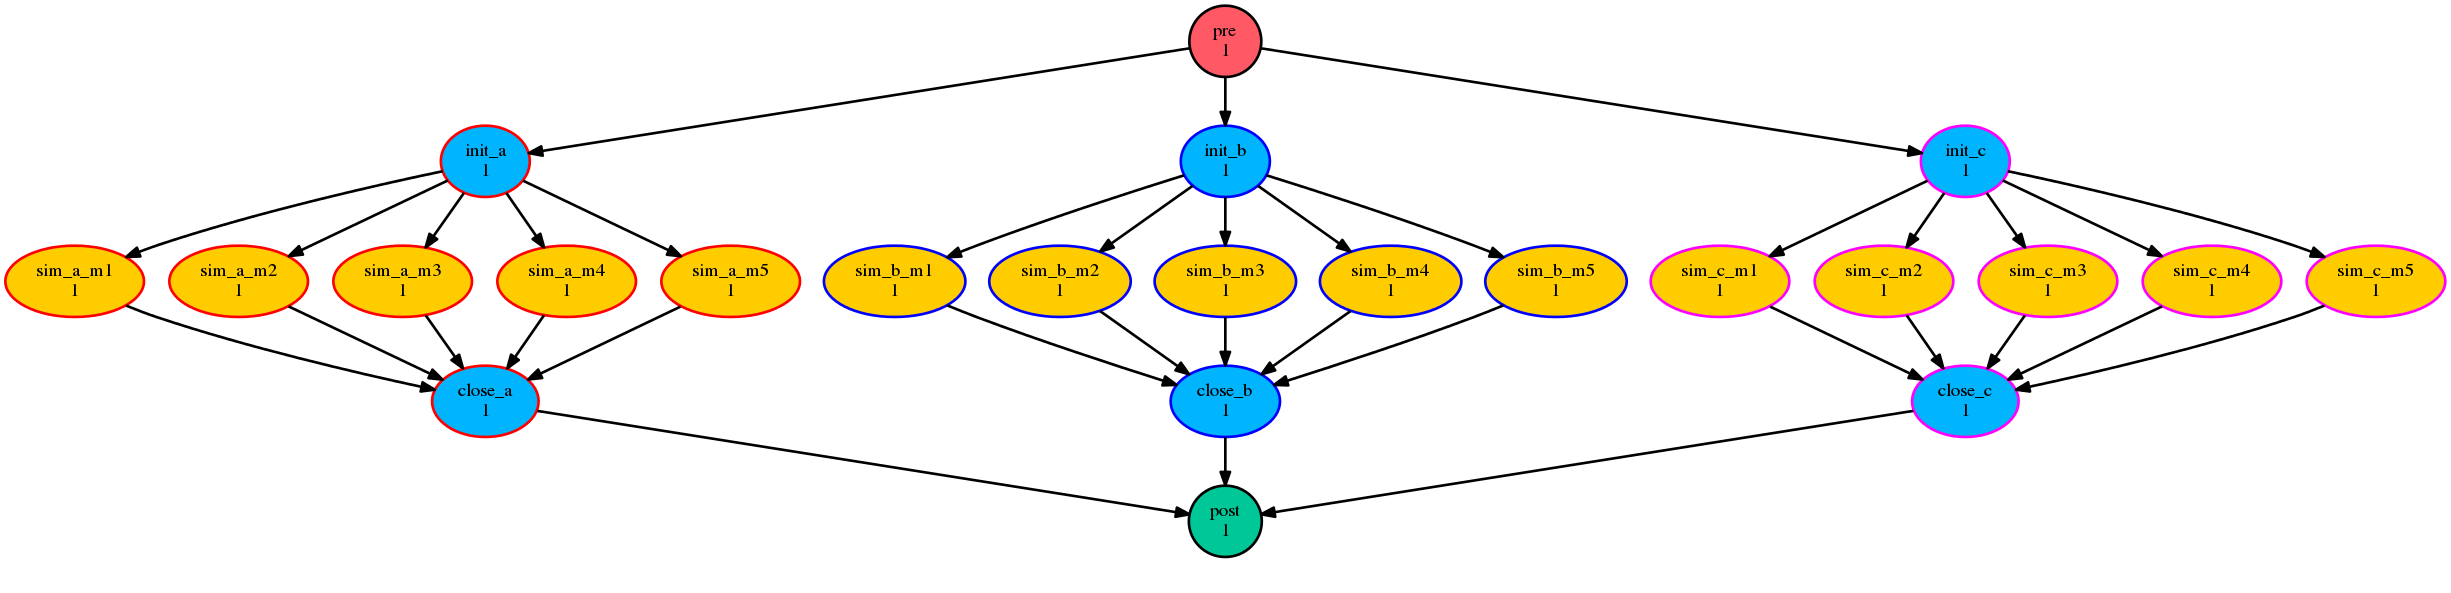 pre
1
init_a
1
init_b
1
init_c
1
sim_a_m1
1
sim_a_m2
1
sim_a_m3
1
sim_a_m4
1
sim_a_m5
1
sim_b_m1
1
sim_b_m2
1
sim_b_m3
1
sim_b_m4
1
sim_b_m5
1
sim_c_m1
1
sim_c_m2
1
sim_c_m3
1
sim_c_m4
1
sim_c_m5
1
close_a
1
close_b
1
close_c
1
post
1